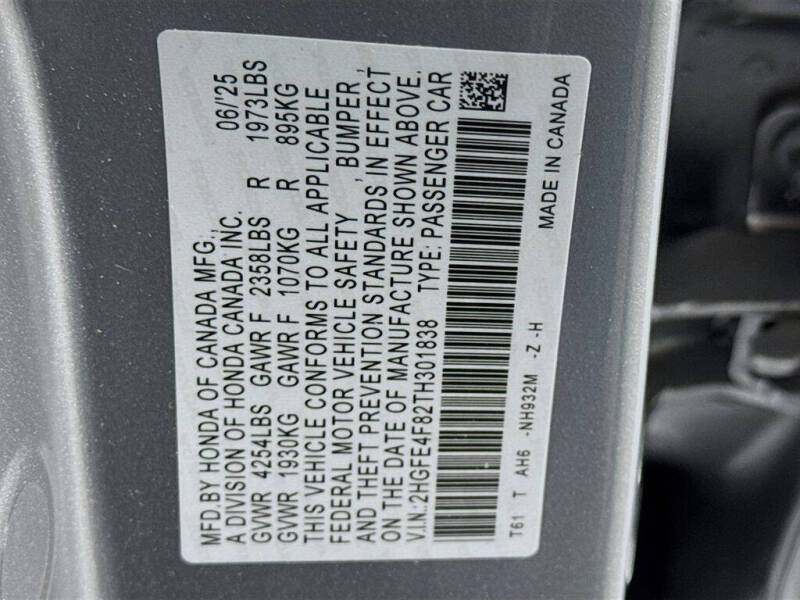 MFD.BY HONDA OF CANADA MFG., 06/'25
A DIVISION OF HONDA CANADA INC.
GVWR 4254LBS GAWR F 2358LBS R 1973LBS
GVWR 1930KG GAWR F 1070KG R 895KG
THIS VEHICLE CONFORMS TO ALL APPLICABLE
FEDERAL MOTOR VEHICLE SAFETY , BUMPER ,
AND THEFT PREVENTION STANDARDS IN EFFECT
ON THE DATE OF MANUFACTURE SHOWN ABOVE.
V.I.N.:2HGFE4F82TH301838 TYPE: PASSENGER CAR
T61 T AH6 -NH932M -Z -H
MADE IN CANADA